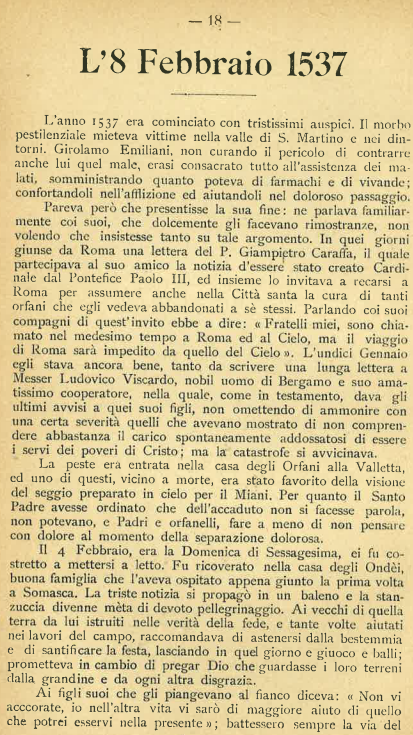 — 18 —
L'8 Febbraio 1537
L'anno 1537 era cominciato con tristissimi auspici. Il morbo
pestilenziale mieteva vittime nella valle di S. Martino e nei din-
torni. Girolamo Emiliani, non curando il pericolo di contrarre
anche lui quel male, erasi consacrato tutto all'assistenza dei ma-
lati, somministrando quanto poteva di farmachi e di vivande;
confortandoli nell'afflizione ed aiutandoli nel doloroso passaggio.
Pareva però che presentisse la sua fine: ne parlava familiar-
mente coi suoi, che dolcemente gli facevano rimostranze, non
volendo che insistesse tanto su tale argomento. In quei giorni
giunse da Roma una lettera del P. Giampietro Caraffa, il quale
partecipava al suo amico la notizia d'essere stato creato Cardi-
nale dal Pontefice Paolo III, ed insieme lo invitava a recarsi a
Roma per assumere anche nella Città santa la cura di tanti
orfani che egli vedeva abbandonati a sè stessi. Parlando coi suoi
compagni di quest'invito ebbe a dire: « Fratelli miei, sono chia-
mato nel medesimo tempo a Roma ed al Cielo, ma il viaggio
di Roma sarà impedito da quello del Cielo ». L'undici Gennaio
egli stava ancora bene, tanto da scrivere una lunga lettera a
Messer Ludovico Viscardo, nobil uomo di Bergamo e suo ama-
tissimo cooperatore, nella quale, come in testamento, dava gli
ultimi avvisi a quei suoi figli, non omettendo di ammonire con
una certa severità quelli che avevano mostrato di non compren-
dere abbastanza il carico spontaneamente addossatosi di essere
i servi dei poveri di Cristo; ma la catastrofe si avvicinava.
La peste era entrata nella casa degli Orfani alla Valletta,
ed uno di questi, vicino a morte, era stato favorito della visione
del seggio preparato in cielo per il Miani. Per quanto il Santo
Padre avesse ordinato che dell'accaduto non si facesse parola,
non potevano, e Padri e orfanelli, fare a meno di non pensare
con dolore al momento della separazione dolorosa.
Il 4 Febbraio, era la Domenica di Sessagesima, ei fu co-
stretto a mettersi a letto. Fu ricoverato nella casa degli Ondèi,
buona famiglia che l'aveva ospitato appena giunto la prima volta
a Somasca. La triste notizia si propagò in un baleno e la stan-
zuccia divenne mèta di devoto pellegrinaggio. Ai vecchi di quella
terra da lui istruiti nelle verità della fede, e tante volte aiutati
nei lavori del campo, raccomandava di astenersi dalla bestemmia
e di santificare la festa, lasciando in quel giorno e giuoco e balli;
prometteva in cambio di pregar Dio che guardasse i loro terreni
dalla grandine e da ogni altra disgrazia.
Ai figli suoi che gli piangevano al fianco diceva: « Non vi
acccorate, io nell'altra vita vi sarò di maggiore aiuto di quello
che potrei esservi nella presente »; battessero sempre la via del